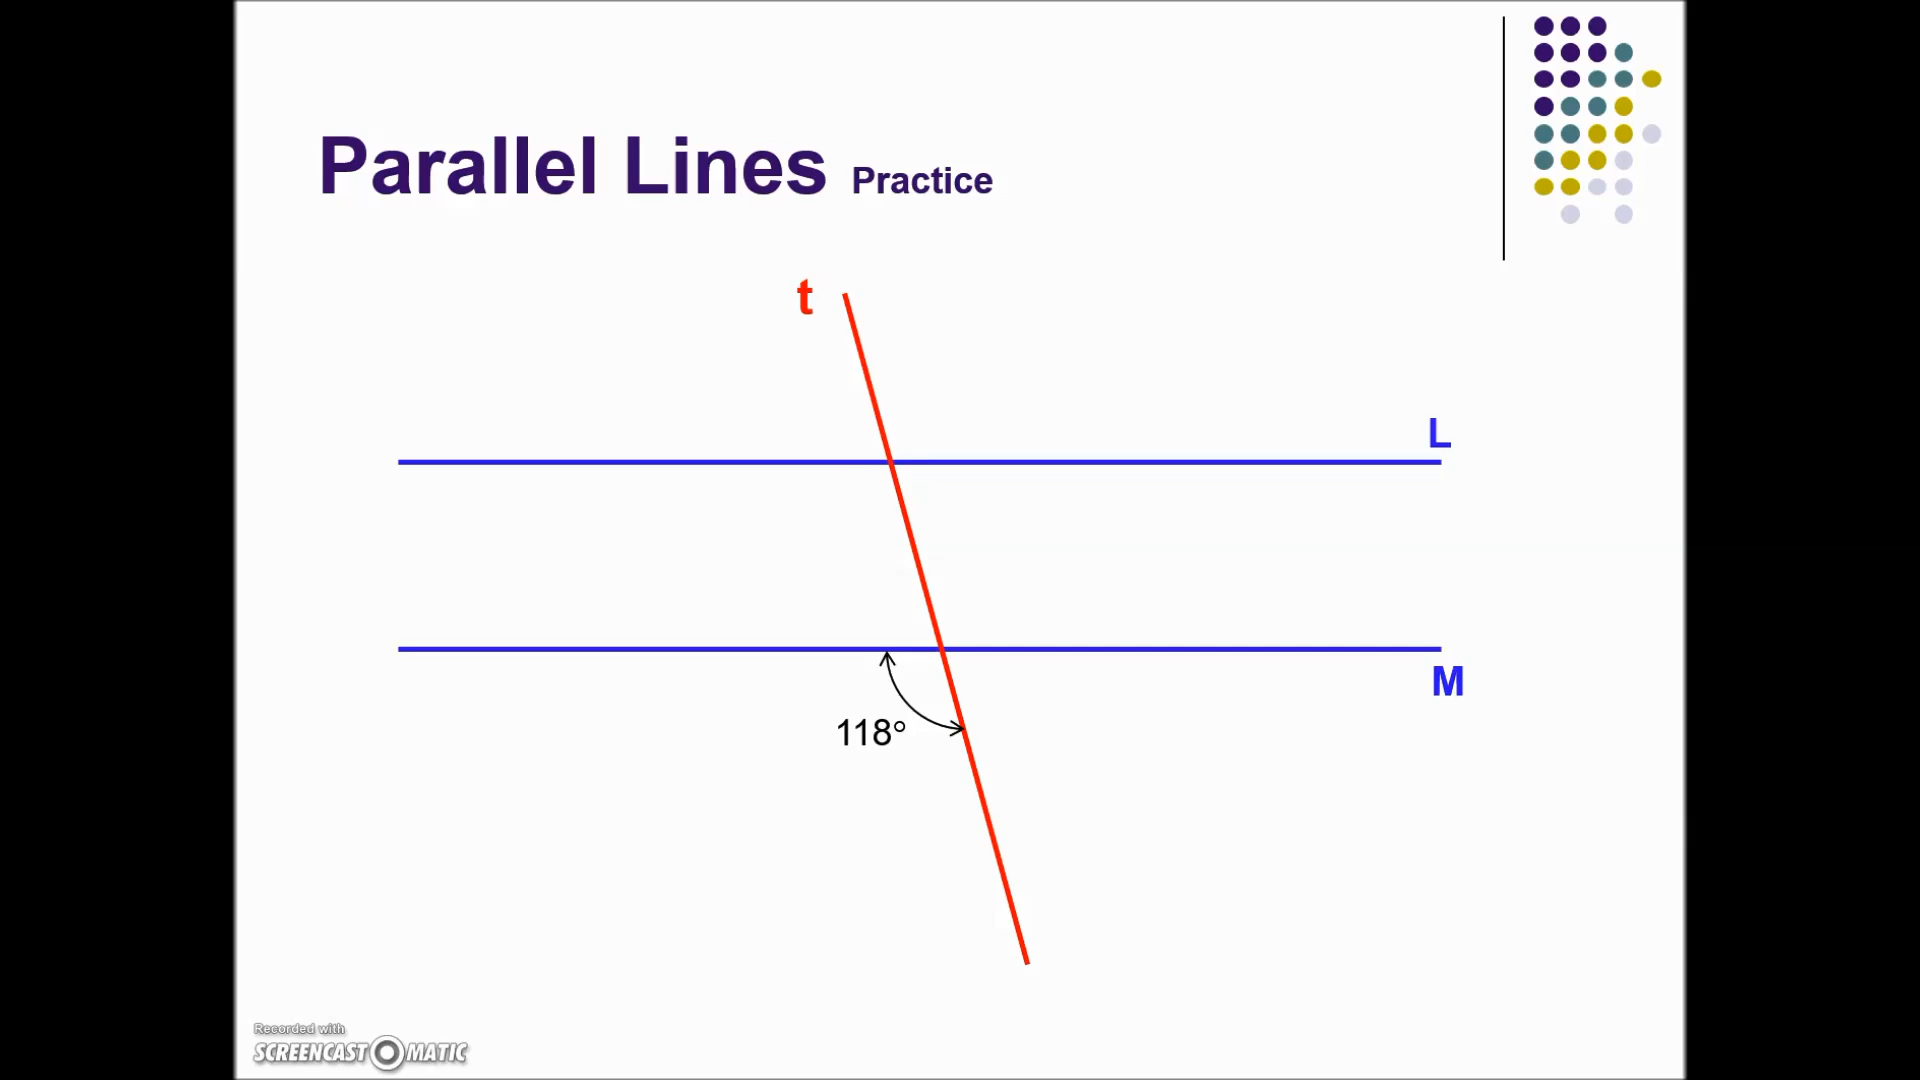 Parallel Lines Practice
t
L
M
118°
Recorded with
SCREENCAST-O-MATIC